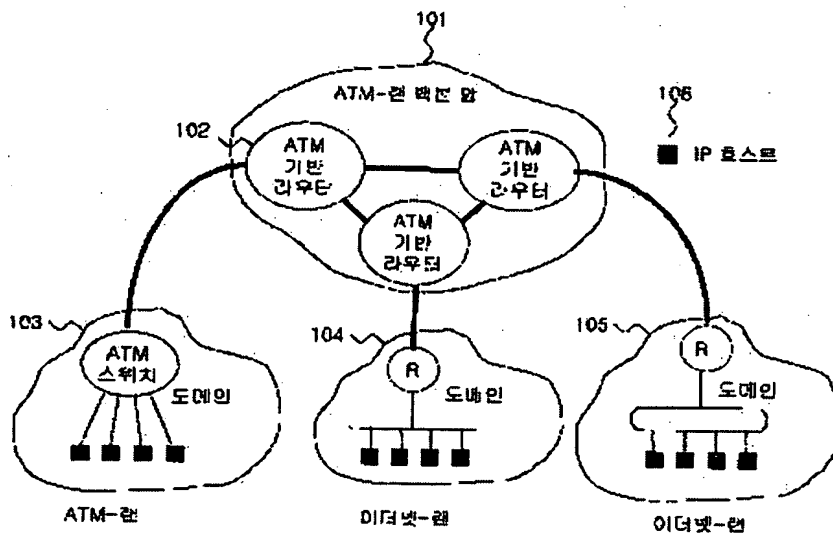 101
ATM-랜 백본 망
106
102
ATM
기반
라우터
ATM
기반
라우터
IP 호스트
ATM
기반
라우터
103
104
105
ATM
스위치
R
R
도메인
도메인
도메인
ATM-랜
이더넷-랜
이더넷-랜